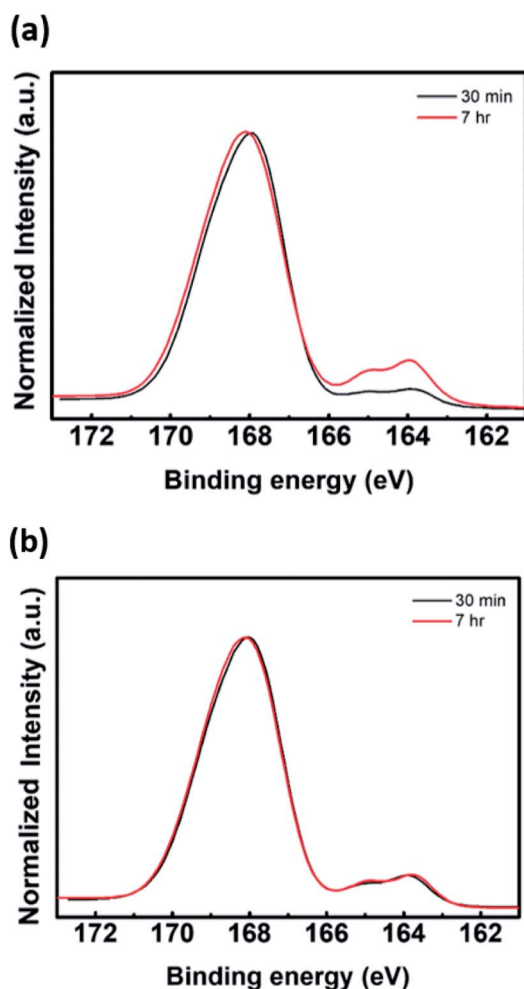 (a)
Normalized Intensity (a.u.)
30 min
7 hr
172 170 168 166 164 162
Binding energy (eV)
(b)
Normalized Intensity (a.u.)
30 min
7 hr
172 170 168 166 164 162
Binding energy (eV)